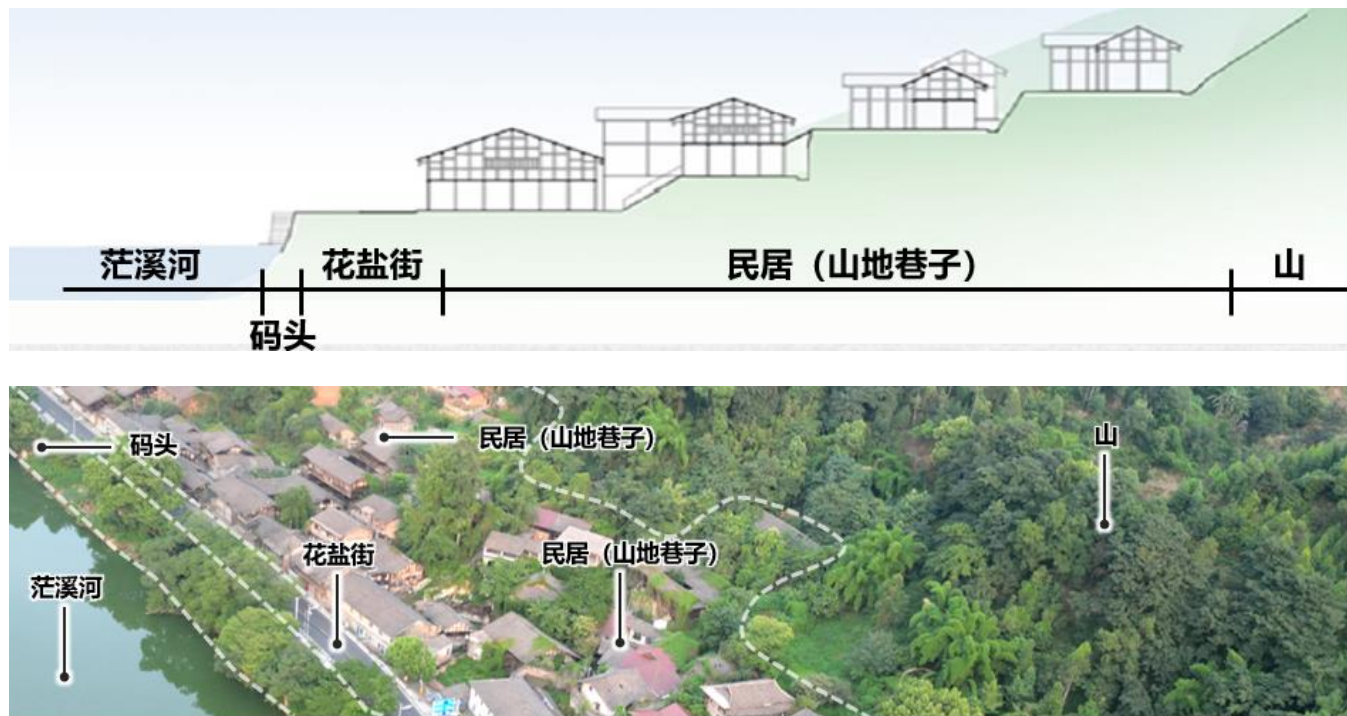 茫溪河
花盐街
民居（山地巷子）
山
码头
码头
民居（山地巷子）
山
花盐街
民居（山地巷子）
茫溪河